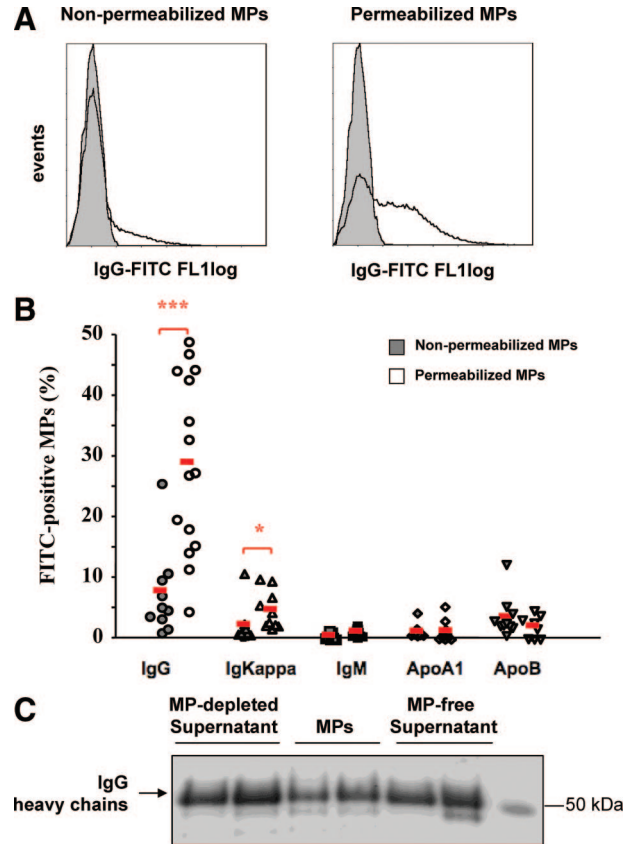 A
Non-permeabilized MPs
Permeabilized MPs
events
IgG-FITC FL1log
IgG-FITC FL1log
B
FITC-positive MPs (%)
50
40
30
20
10
0
***
*
Non-permeabilized MPs
Permeabilized MPs
IgG
IgKappa
IgM
ApoA1
ApoB
C
MP-depleted
Supernatant
MPs
MP-free
Supernatant
IgG
heavy chains
50 kDa